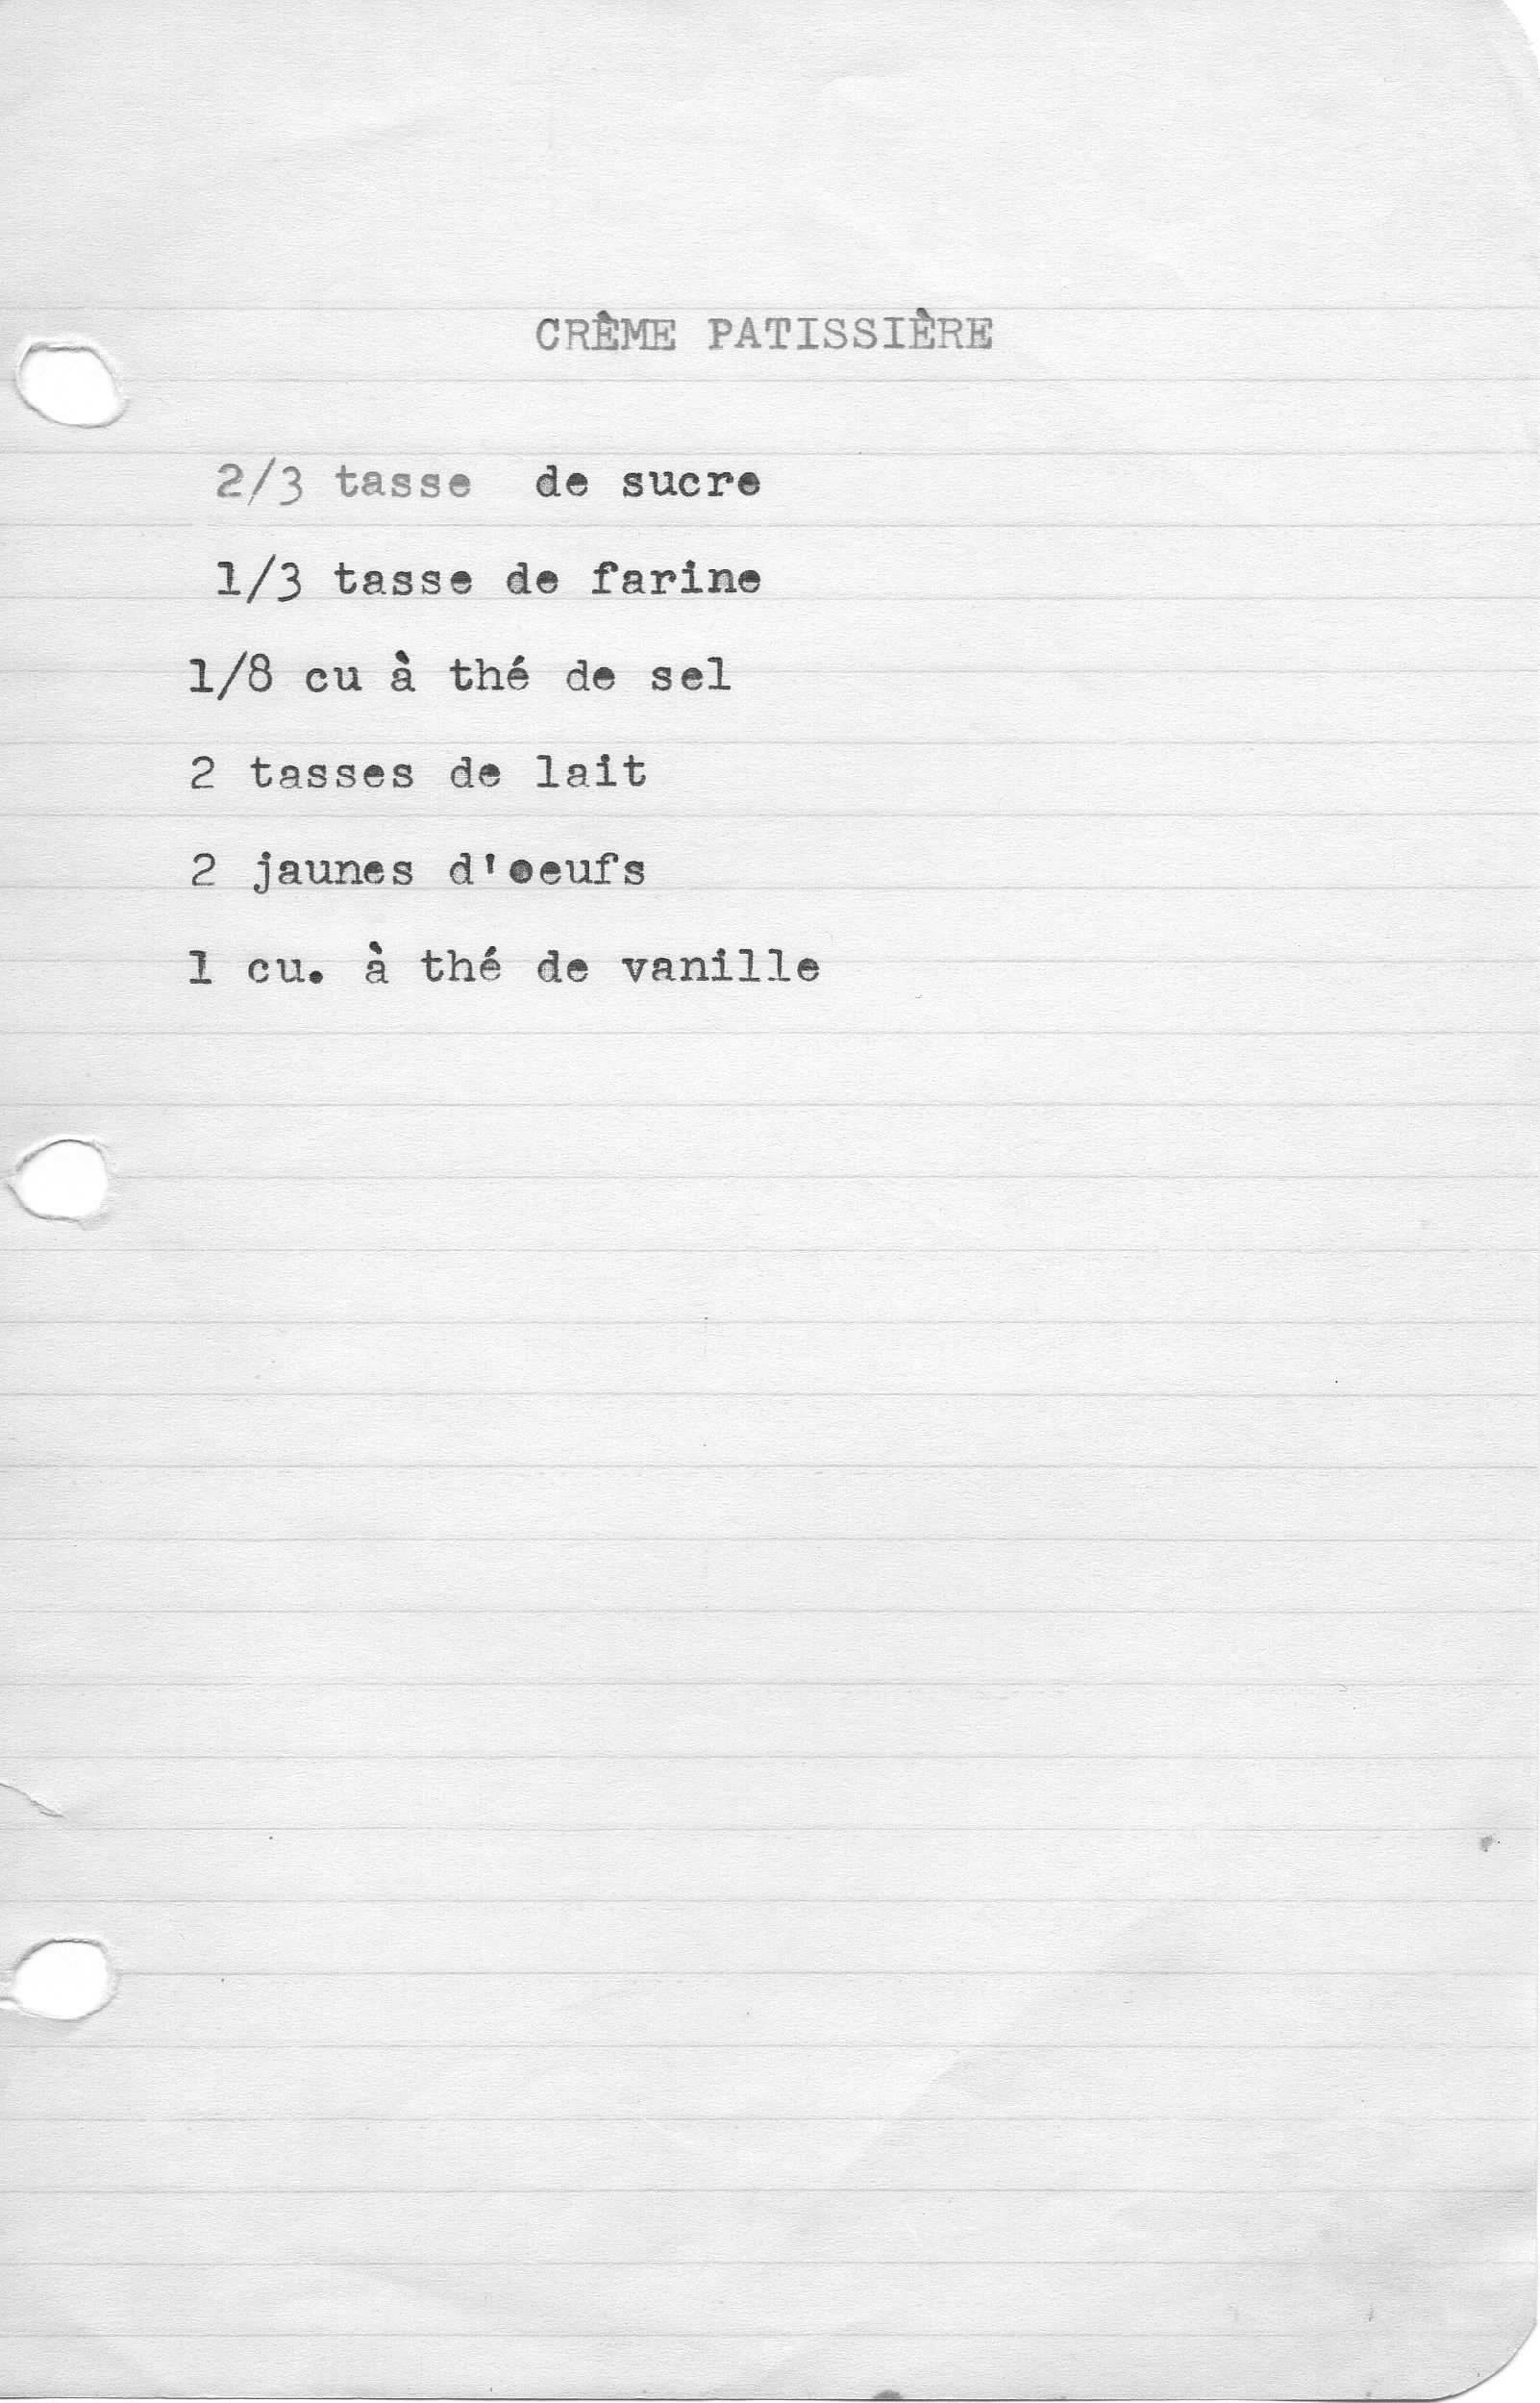 CRÈME PATISSIÈRE
2/3 tasse de sucre
1/3 tasse de farine
1/8 cu à thé de sel
2 tasses de lait
2 jaunes d'oeufs
1 cu. à thé de vanille